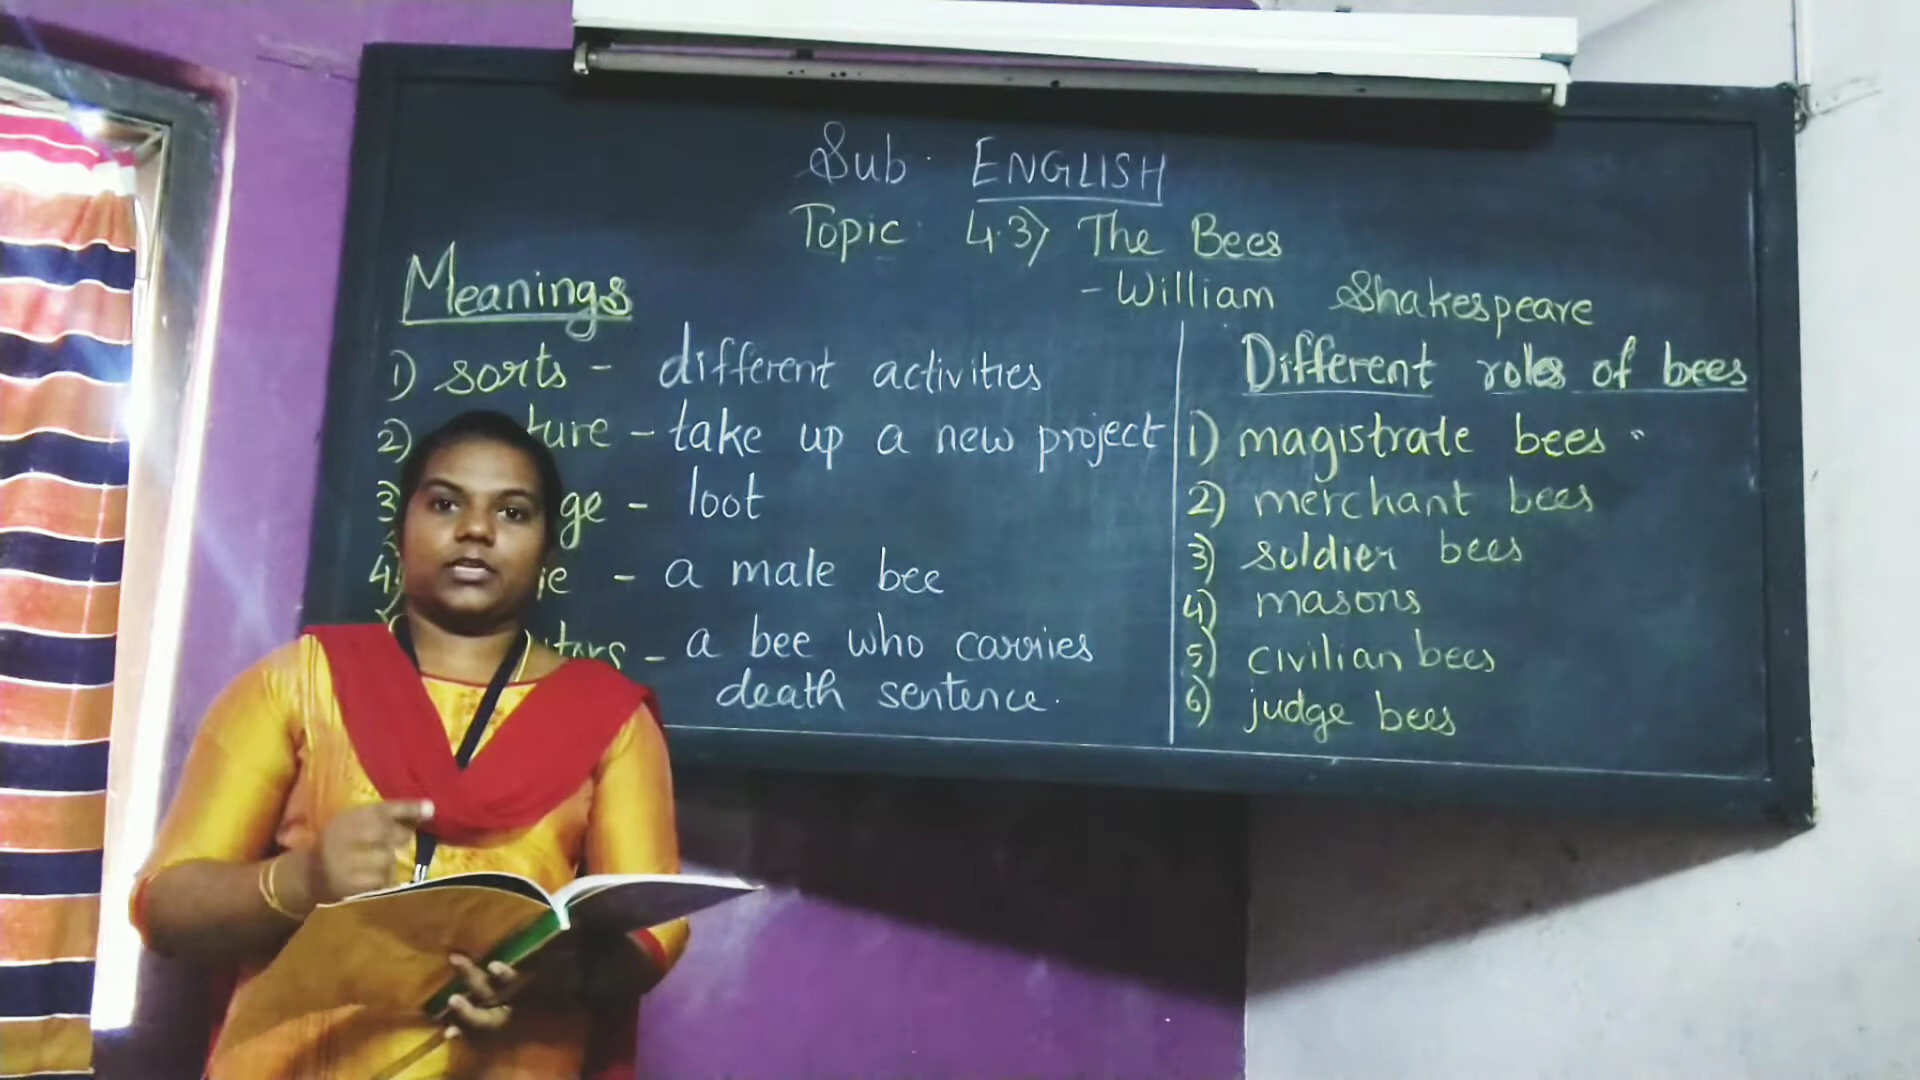 Sub. ENGLISH
Topic 4.3) The Bees
- William Shakespeare
Meanings
1) sorts - different activities
2) ture - take up a new project
3 ge - loot
4) - a male bee
- a bee who carries
death sentence.
Different roles of bees
1) magistrate bees
2) merchant bees
3) soldier bees
4) masons
5) civilian bees
6) judge bees